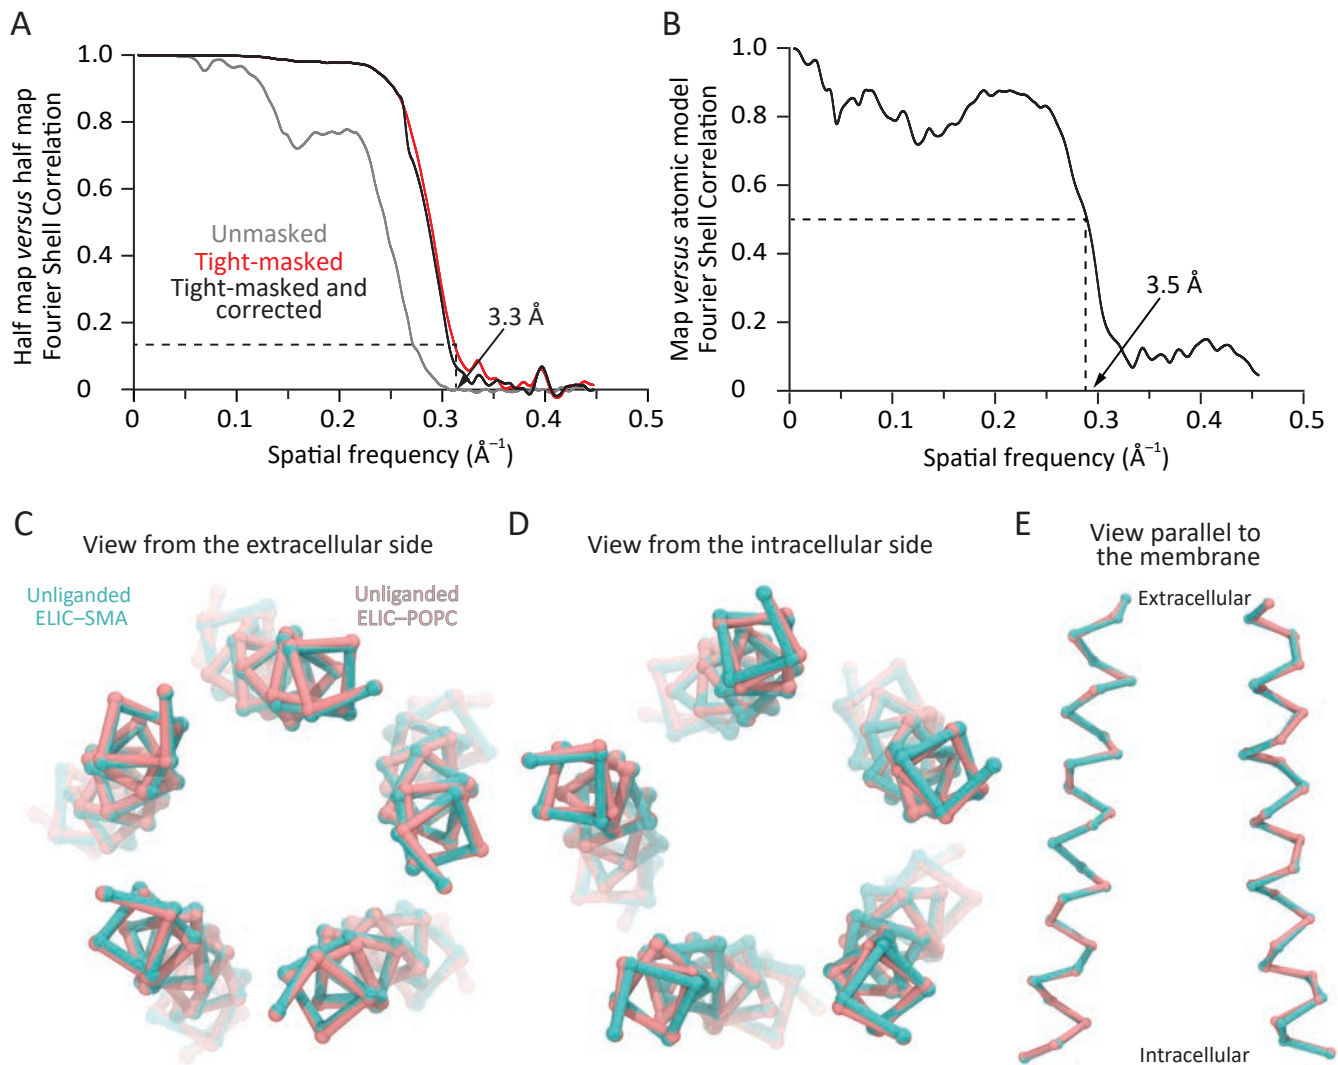 A
Half map versus half map
Fourier Shell Correlation
1.0
0.8
0.6
0.4
0.2
0
Unmasked
Tight-masked
Tight-masked and
corrected
3.3 Å
0
0.1
0.2
0.3
0.4
0.5
Spatial frequency (Å⁻¹)
B
Map versus atomic model
Fourier Shell Correlation
1.0
0.8
0.6
0.4
0.2
0
3.5 Å
0
0.1
0.2
0.3
0.4
0.5
Spatial frequency (Å⁻¹)
C
View from the extracellular side
Unliganded
ELIC–SMA
Unliganded
ELIC–POPC
D
View from the intracellular side
E
View parallel to
the membrane
Extracellular
Intracellular